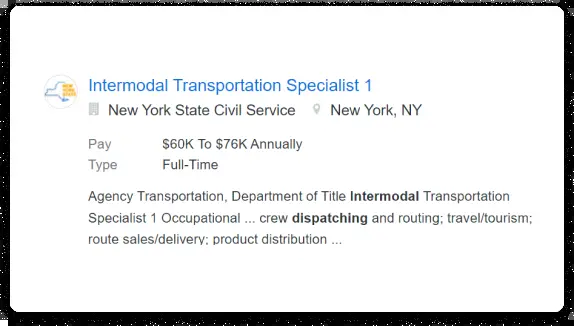 Intermodal Transportation Specialist 1
New York State Civil Service New York, NY
Pay $60K To $76K Annually
Type Full-Time
Agency Transportation, Department of Title Intermodal Transportation
Specialist 1 Occupational ... crew dispatching and routing; travel/tourism;
route sales/delivery; product distribution ...